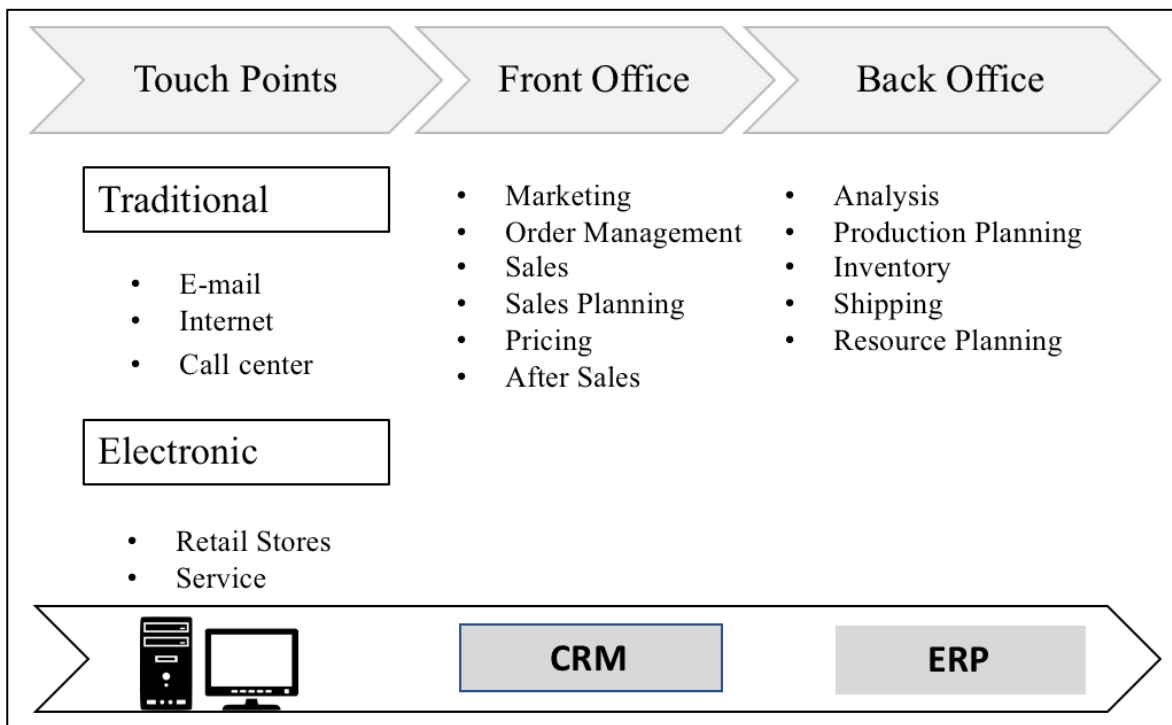 Touch Points
Front Office
Back Office
Traditional
• E-mail
• Internet
• Call center
Electronic
• Retail Stores
• Service
• Marketing
• Order Management
• Sales
• Sales Planning
• Pricing
• After Sales
• Analysis
• Production Planning
• Inventory
• Shipping
• Resource Planning
CRM
ERP